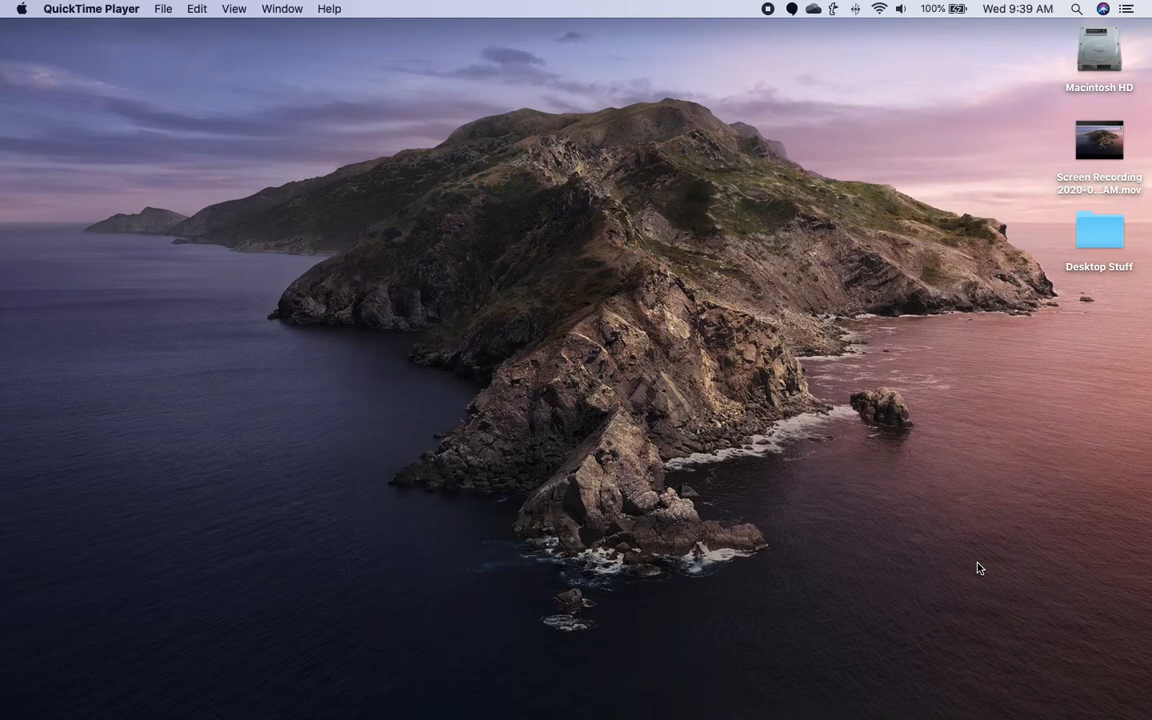 QuickTime Player File Edit View Window Help 100% Wed 9:39 AM
Macintosh HD
Screen Recording
2020-0...AM.mov
Desktop Stuff